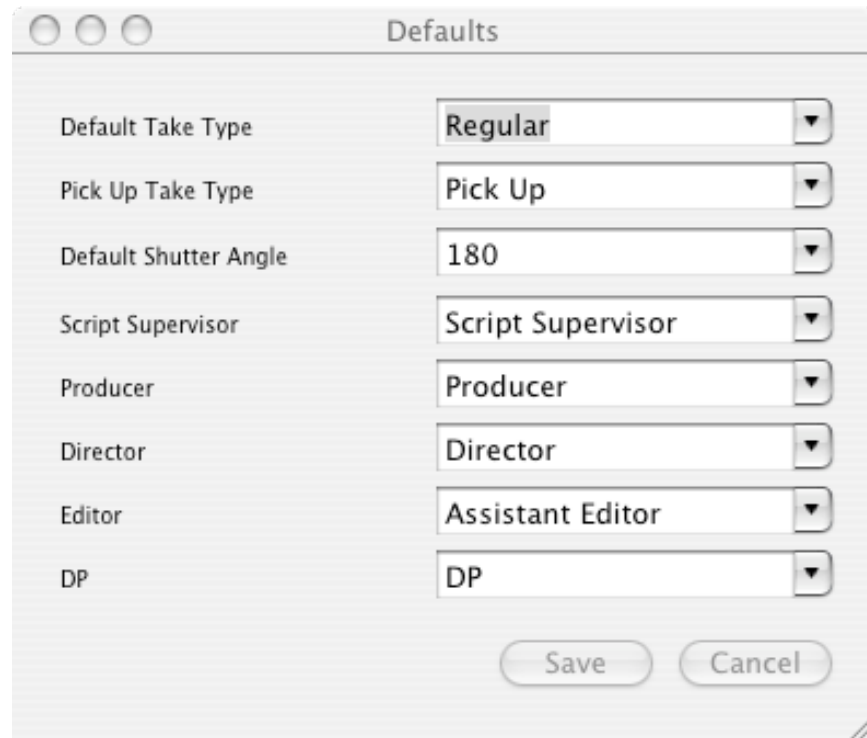 Defaults
Default Take Type Regular
Pick Up Take Type Pick Up
Default Shutter Angle 180
Script Supervisor Script Supervisor
Producer Producer
Director Director
Editor Assistant Editor
DP DP
Save Cancel